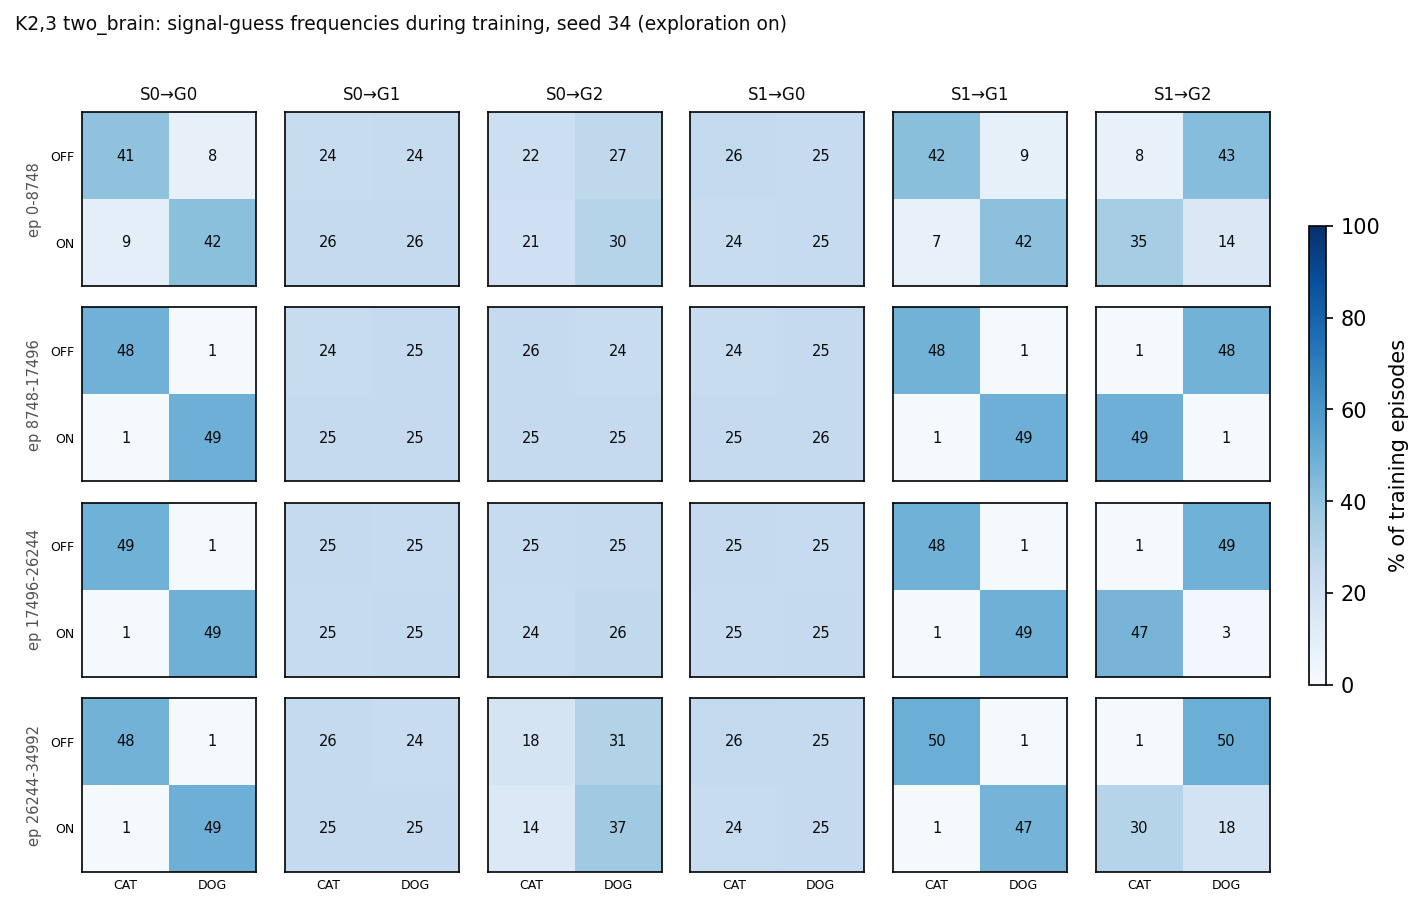 K2,3 two_brain: signal-guess frequencies during training, seed 34 (exploration on)
S0→G0 S0→G1 S0→G2 S1→G0 S1→G1 S1→G2
ep 0-8748
OFF 41 8 24 24 22 27 26 25 42 9 8 43
ON 9 42 26 26 21 30 24 25 7 42 35 14
ep 8748-17496
OFF 48 1 24 25 26 24 24 25 48 1 1 48
ON 1 49 25 25 25 25 25 26 1 49 49 1
ep 17496-26244
OFF 49 1 25 25 25 25 25 25 48 1 1 49
ON 1 49 25 25 24 26 25 25 1 49 47 3
ep 26244-34992
OFF 48 1 26 24 18 31 26 25 50 1 1 50
ON 1 49 25 25 14 37 24 25 1 47 30 18
CAT DOG CAT DOG CAT DOG CAT DOG CAT DOG CAT DOG
100
80
60
40
20
0
% of training episodes